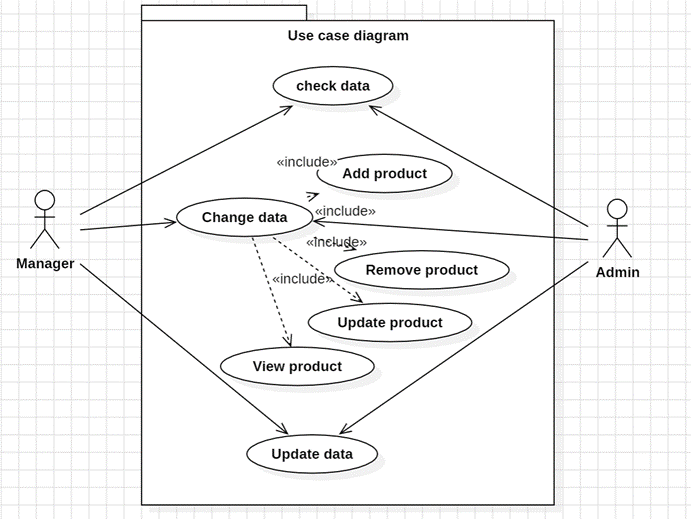 Use case diagram
check data
«include»
Add product
Change data
«include»
«include»
Remove product
Manager
Admin
«include»
Update product
View product
Update data